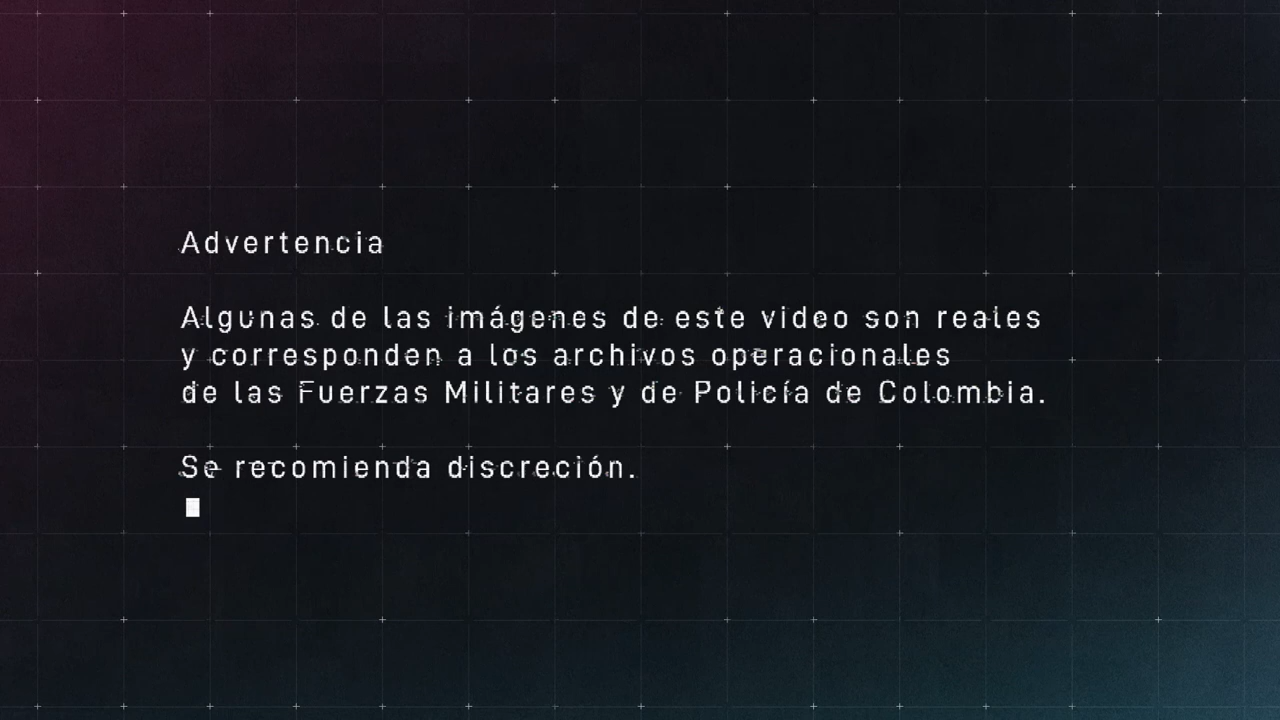 Advertencia
Algunas de las imágenes de este video son reales
y corresponden a los archivos operacionales
de las Fuerzas Militares y de Policía de Colombia.
Se recomienda discreción.